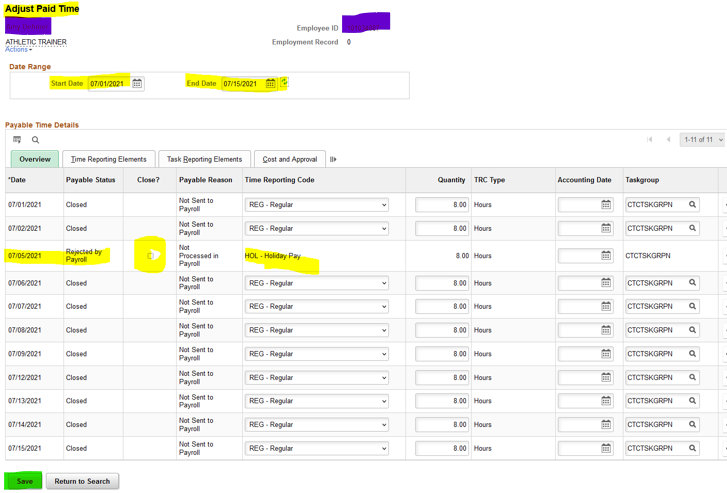 Adjust Paid Time
Employee ID
ATHLETIC TRAINER
Employment Record 0
Actions
Date Range
Start Date 07/01/2021 End Date 07/15/2021
Payable Time Details
1-11 of 11
Overview Time Reporting Elements Task Reporting Elements Cost and Approval
*Date Payable Status Close? Payable Reason Time Reporting Code Quantity TRC Type Accounting Date Taskgroup
07/01/2021 Closed Not Sent to Payroll REG - Regular 8.00 Hours CTCTSKGRPN
07/02/2021 Closed Not Sent to Payroll REG - Regular 8.00 Hours CTCTSKGRPN
07/05/2021 Rejected by Payroll Not Processed in Payroll HOL - Holiday Pay 8.00 Hours CTCTSKGRPN
07/06/2021 Closed Not Sent to Payroll REG - Regular 8.00 Hours CTCTSKGRPN
07/07/2021 Closed Not Sent to Payroll REG - Regular 8.00 Hours CTCTSKGRPN
07/08/2021 Closed Not Sent to Payroll REG - Regular 8.00 Hours CTCTSKGRPN
07/09/2021 Closed Not Sent to Payroll REG - Regular 8.00 Hours CTCTSKGRPN
07/12/2021 Closed Not Sent to Payroll REG - Regular 8.00 Hours CTCTSKGRPN
07/13/2021 Closed Not Sent to Payroll REG - Regular 8.00 Hours CTCTSKGRPN
07/14/2021 Closed Not Sent to Payroll REG - Regular 8.00 Hours CTCTSKGRPN
07/15/2021 Closed Not Sent to Payroll REG - Regular 8.00 Hours CTCTSKGRPN
Save Return to Search